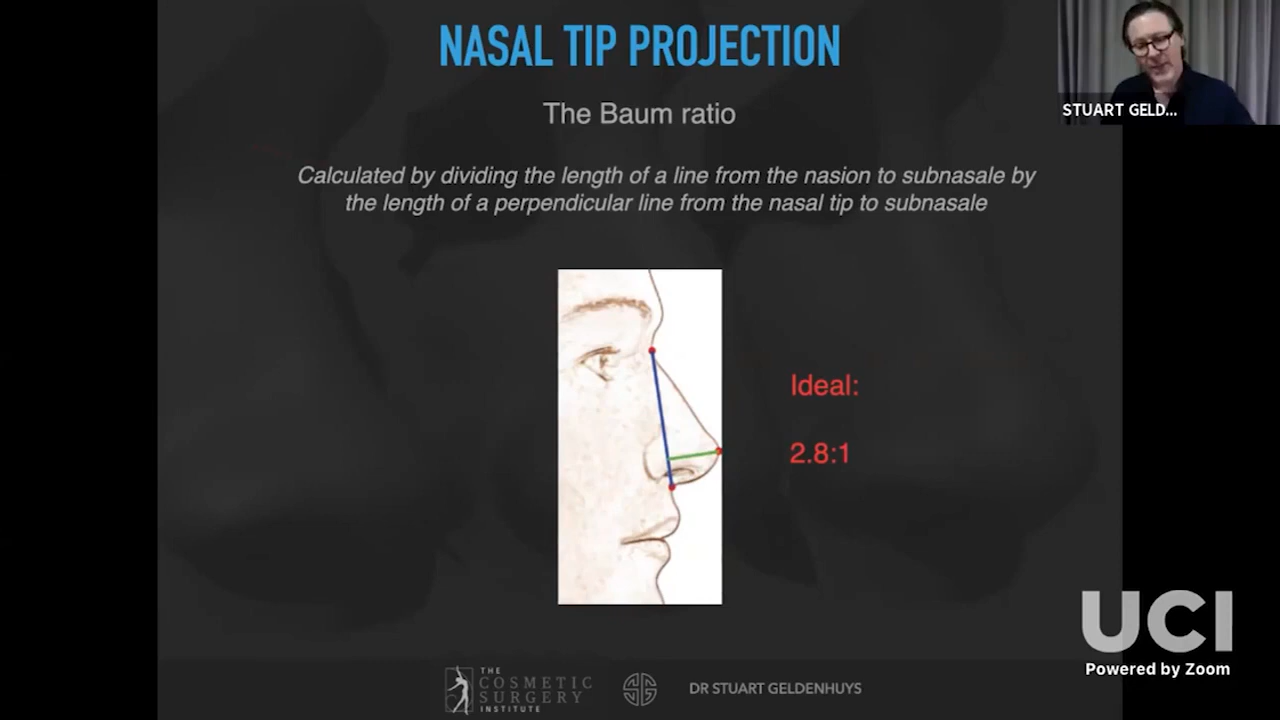 NASAL TIP PROJECTION
The Baum ratio
Calculated by dividing the length of a line from the nasion to subnasale by
the length of a perpendicular line from the nasal tip to subnasale
Ideal:
2.8:1
STUART GELD...
UCI
Powered by Zoom
THE
COSMETIC
SURGERY
INSTITUTE
DR STUART GELDENHUYS